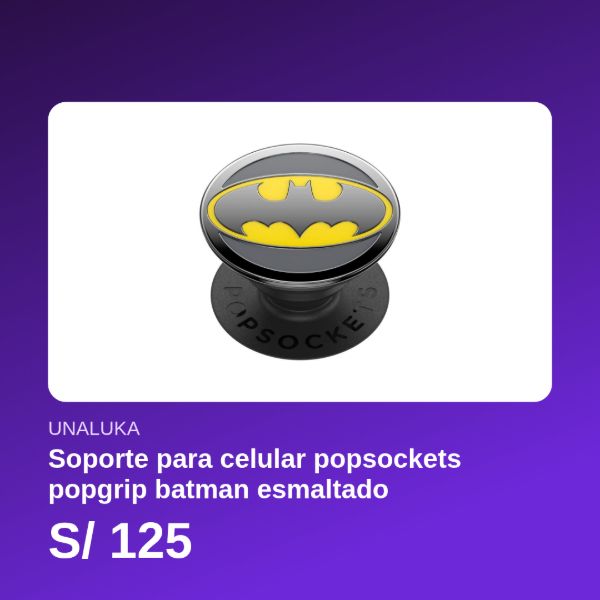 POPSOCKETS
UNALUKA
Soporte para celular popsockets
popgrip batman esmaltado
S/ 125